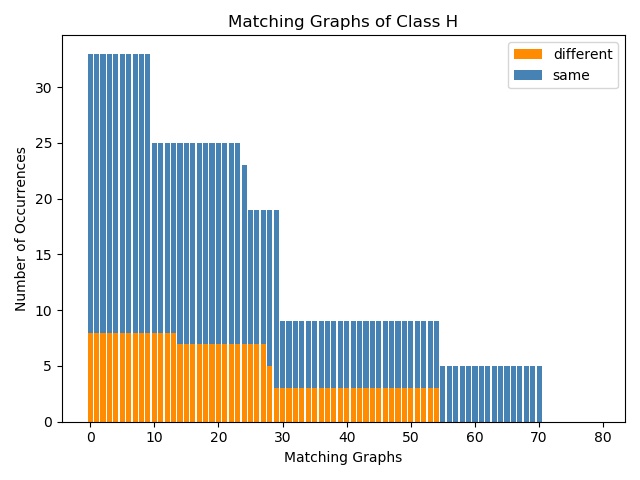 Matching Graphs of Class H
different
same
Number of Occurrences
30
25
20
15
10
5
0
0 10 20 30 40 50 60 70 80
Matching Graphs